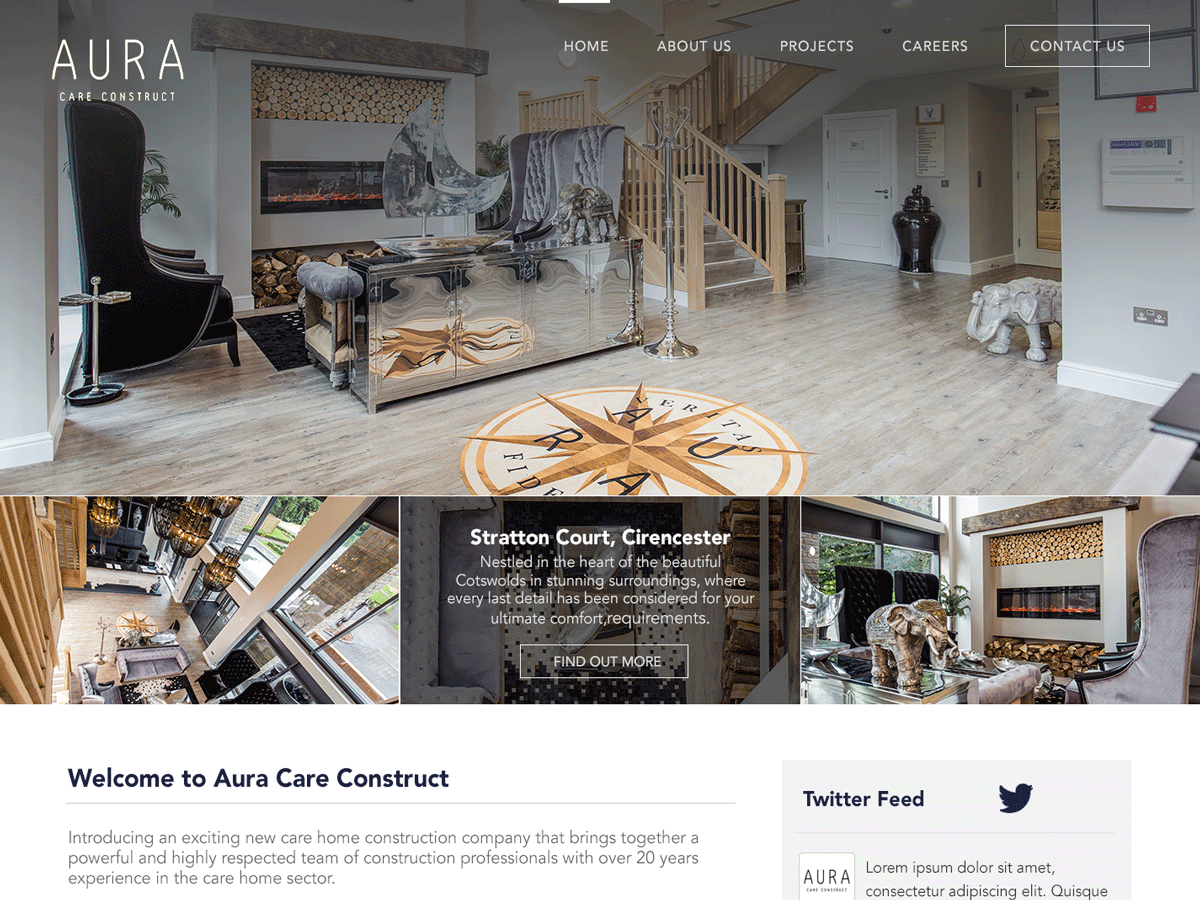 AURA
CARE CONSTRUCT
HOME
ABOUT US
PROJECTS
CAREERS
CONTACT US
VERITAS
AURA
FIDE
Stratton Court, Cirencester
Nestled in the heart of the beautiful
Cotswolds in stunning surroundings, where
every last detail has been considered for your
ultimate comfort,requirements.
FIND OUT MORE
Welcome to Aura Care Construct
Introducing an exciting new care home construction company that brings together a
powerful and highly respected team of construction professionals with over 20 years
experience in the care home sector.
Twitter Feed
AURA
CARE CONSTRUCT
Lorem ipsum dolor sit amet,
consectetur adipiscing elit. Quisque